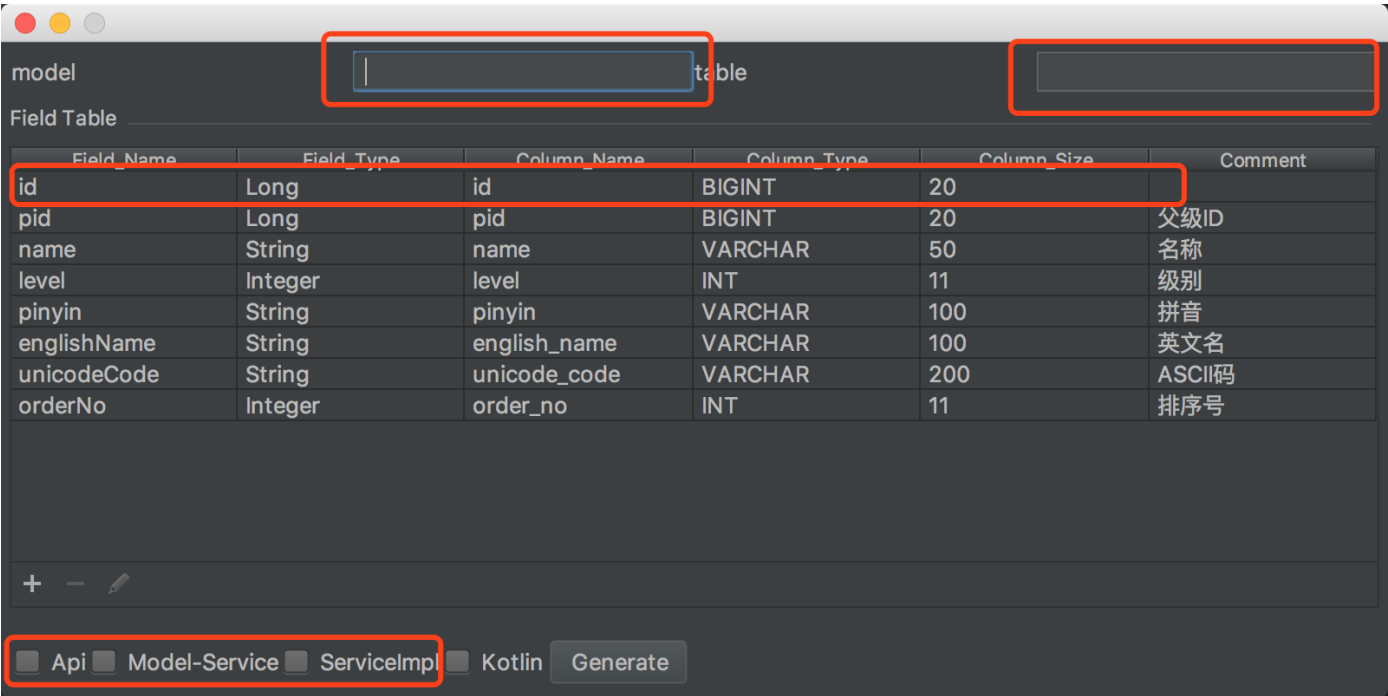 model table
Field Table
Field_Name Field_Type Column_Name Column_Type Column_Size Comment
id Long id BIGINT 20
pid Long pid BIGINT 20 父级ID
name String name VARCHAR 50 名称
level Integer level INT 11 级别
pinyin String pinyin VARCHAR 100 拼音
englishName String english_name VARCHAR 100 英文名
unicodeCode String unicode_code VARCHAR 200 ASCII码
orderNo Integer order_no INT 11 排序号
Api Model-Service ServiceImpl Kotlin Generate